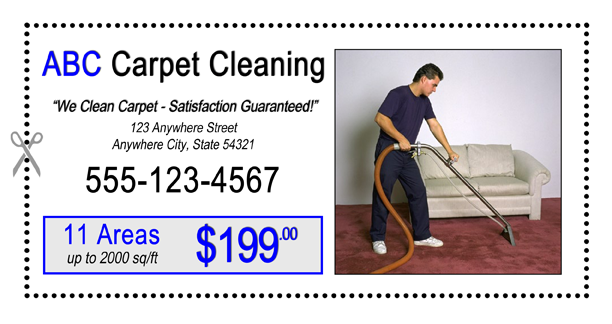 ABC Carpet Cleaning
“We Clean Carpet - Satisfaction Guaranteed!”
123 Anywhere Street
Anywhere City, State 54321
555-123-4567
11 Areas
up to 2000 sq/ft
$199.00